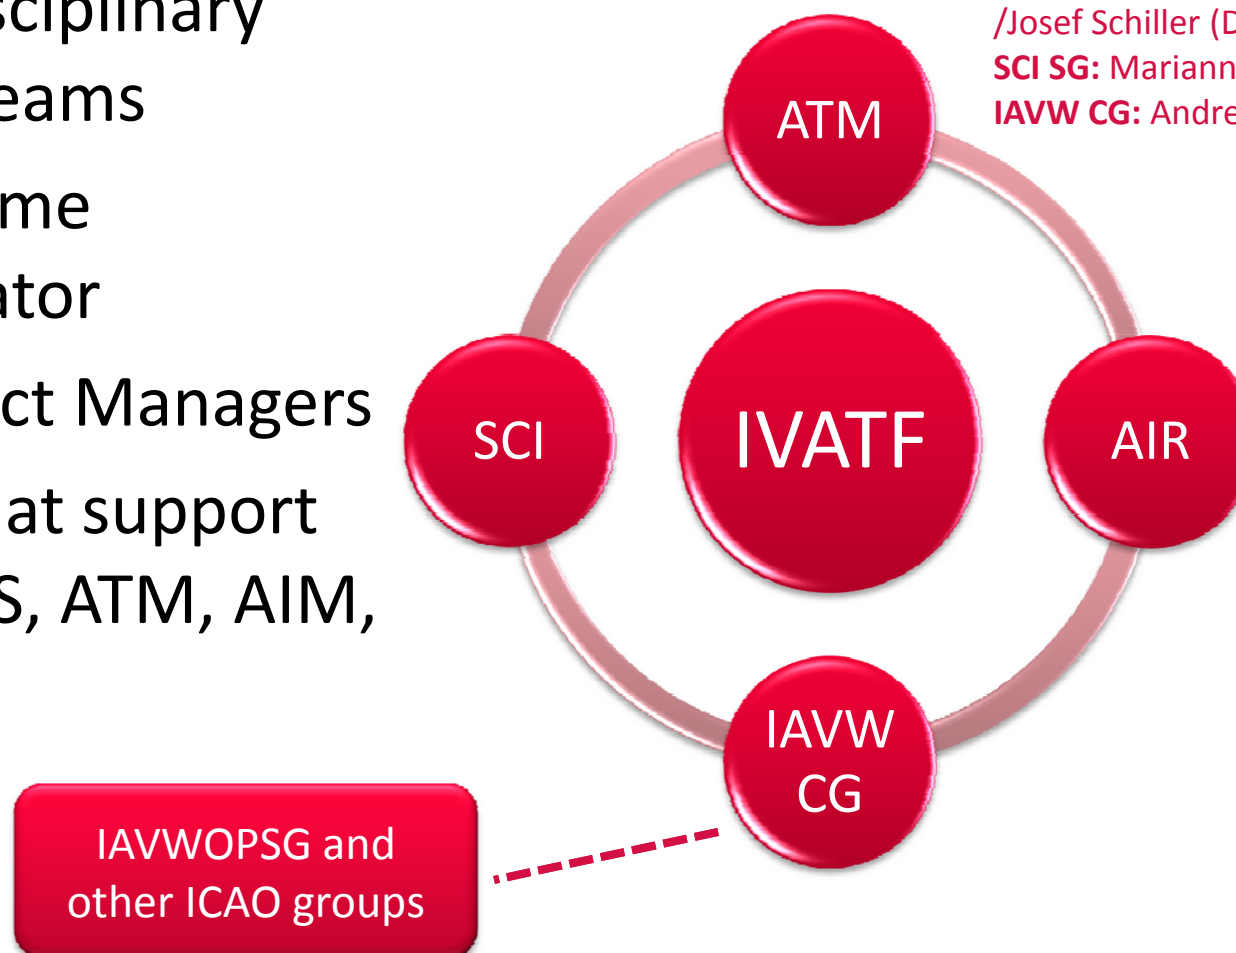 sciplinary
eams
me
ator
ct Managers
iat support
S, ATM, AIM,
/Josef Schiller (D
SCI SG: Mariann
IAVW CG: Andre
ATM
SCI
IVATF
AIR
IAVW
CG
IAVWOPSG and
other ICAO groups